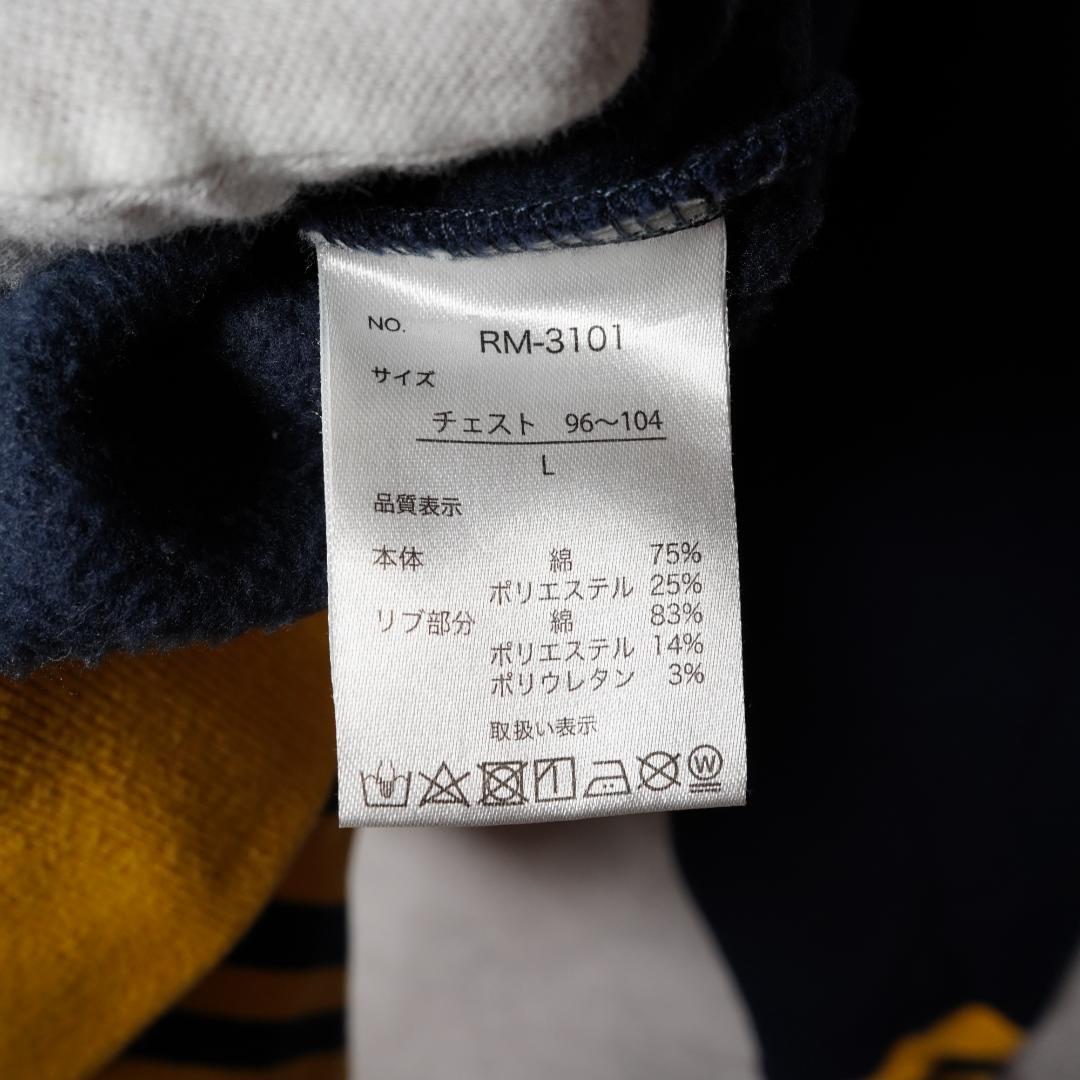 NO. RM-3101
サイズ
チェスト 96〜104
L
品質表示
本体 綿 75%
ポリエステル 25%
リブ部分 綿 83%
ポリエステル 14%
ポリウレタン 3%
取扱い表示
W